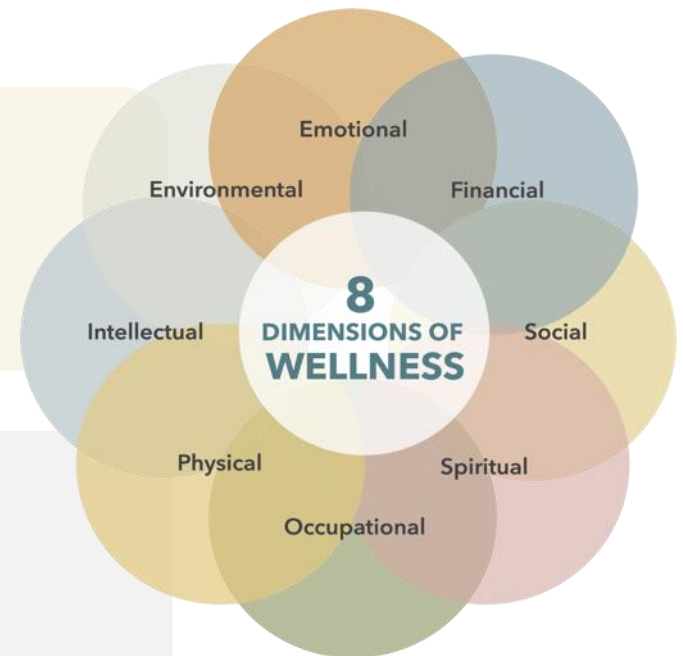 Emotional
Environmental
Financial
8
DIMENSIONS OF
WELLNESS
Intellectual
Social
Physical
Spiritual
Occupational